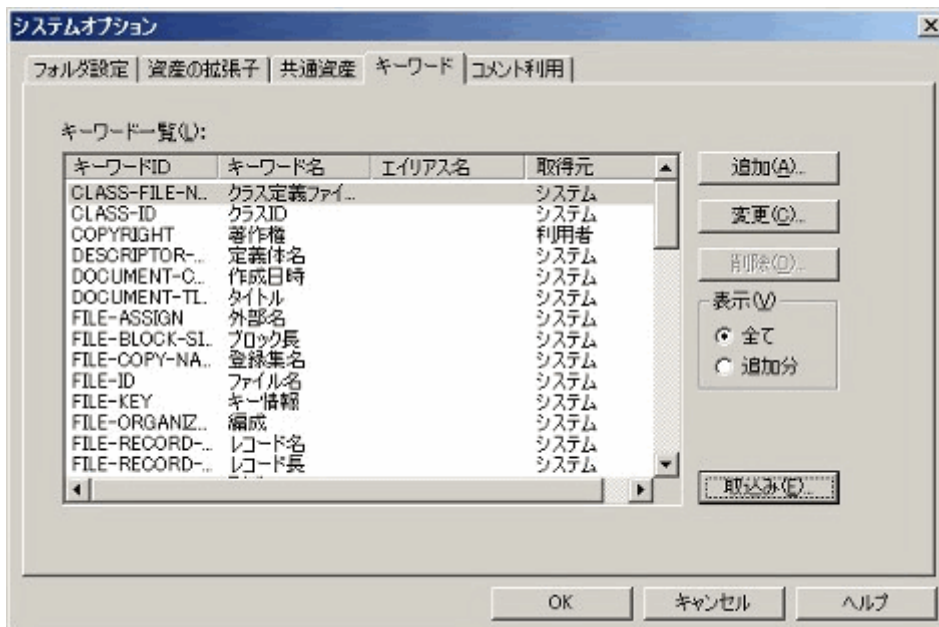 システムオプション
フォルダ設定 資産の拡張子 共通資産 キーワード コメント利用
キーワード一覧(L):
キーワードID キーワード名 エイリアス名 取得元
CLASS-FILE-N... クラス定義ファイ... システム
CLASS-ID クラスID システム
COPYRIGHT 著作権 利用者
DESCRIPTOR-... 定義体名 システム
DOCUMENT-C... 作成日時 システム
DOCUMENT-TI... タイトル システム
FILE-ASSIGN 外部名 システム
FILE-BLOCK-SI... ブロック長 システム
FILE-COPY-NA... 登録集名 システム
FILE-ID ファイル名 システム
FILE-KEY キー情報 システム
FILE-ORGANIZ... 編成 システム
FILE-RECORD-... レコード名 システム
FILE-RECORD-... レコード長 システム
追加(A)...
変更(C)...
削除(D)...
表示(V)
全て
追加分
取込み(E)...
OK キャンセル ヘルプ